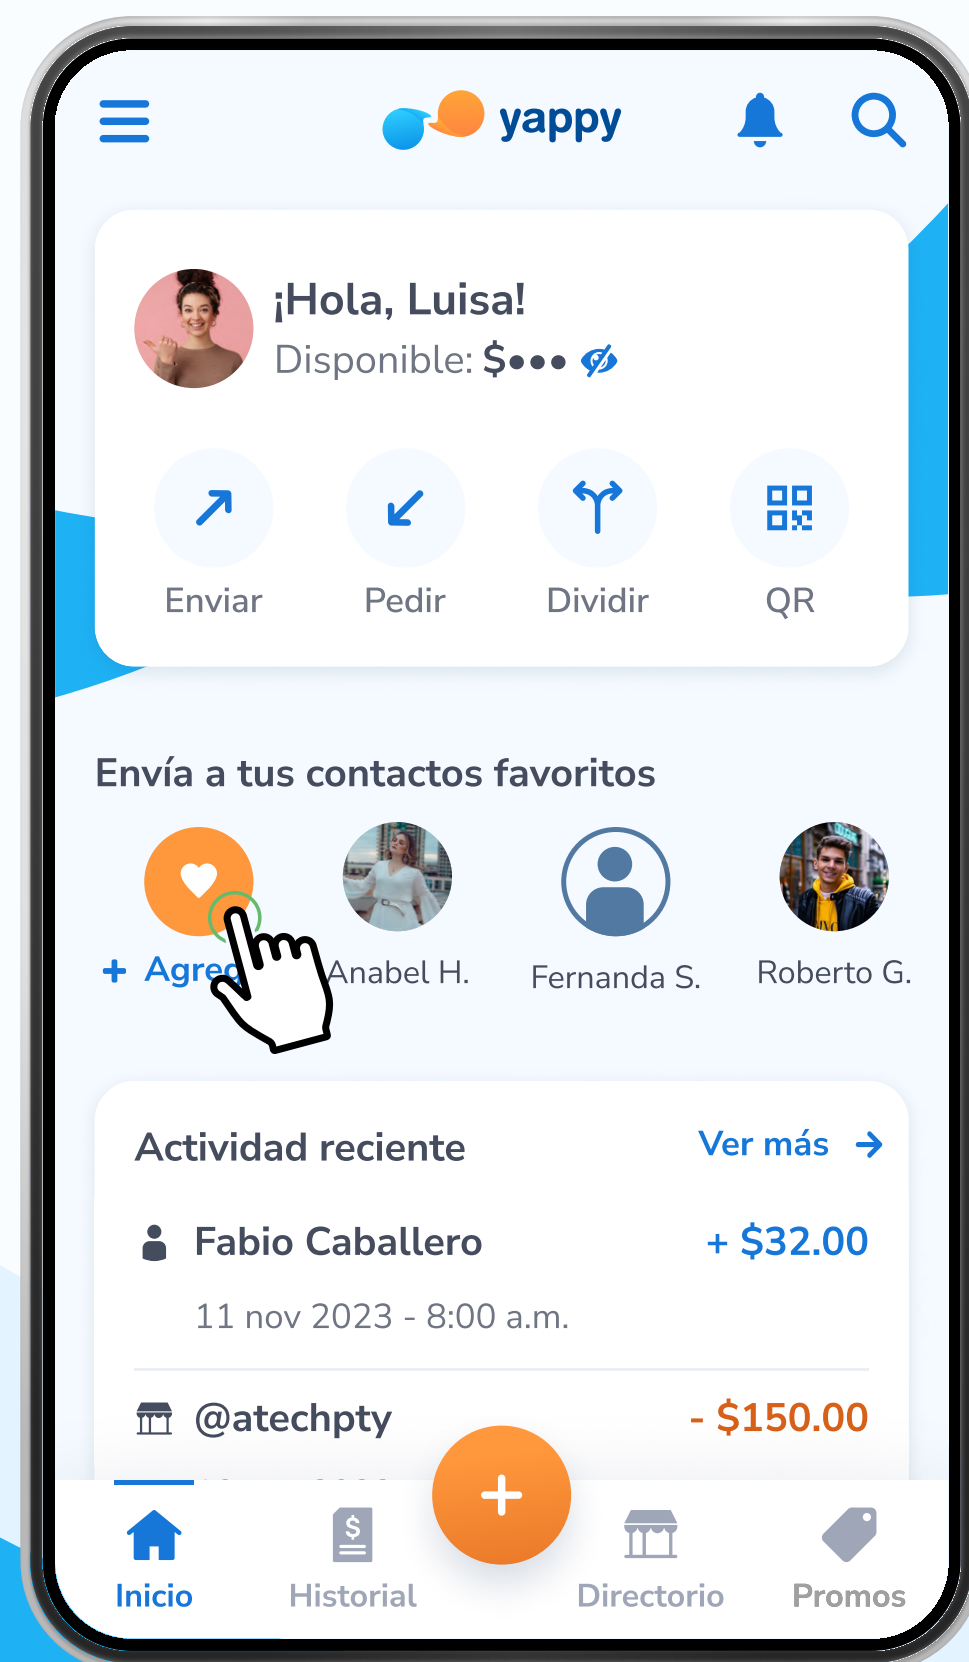 yappy
¡Hola, Luisa!
Disponible: $•••
Enviar Pedir Dividir QR
Envía a tus contactos favoritos
+ Agreg
Anabel H. Fernanda S. Roberto G.
Actividad reciente Ver más →
Fabio Caballero + $32.00
11 nov 2023 - 8:00 a.m.
@atechpty - $150.00
+
Inicio Historial Directorio Promos